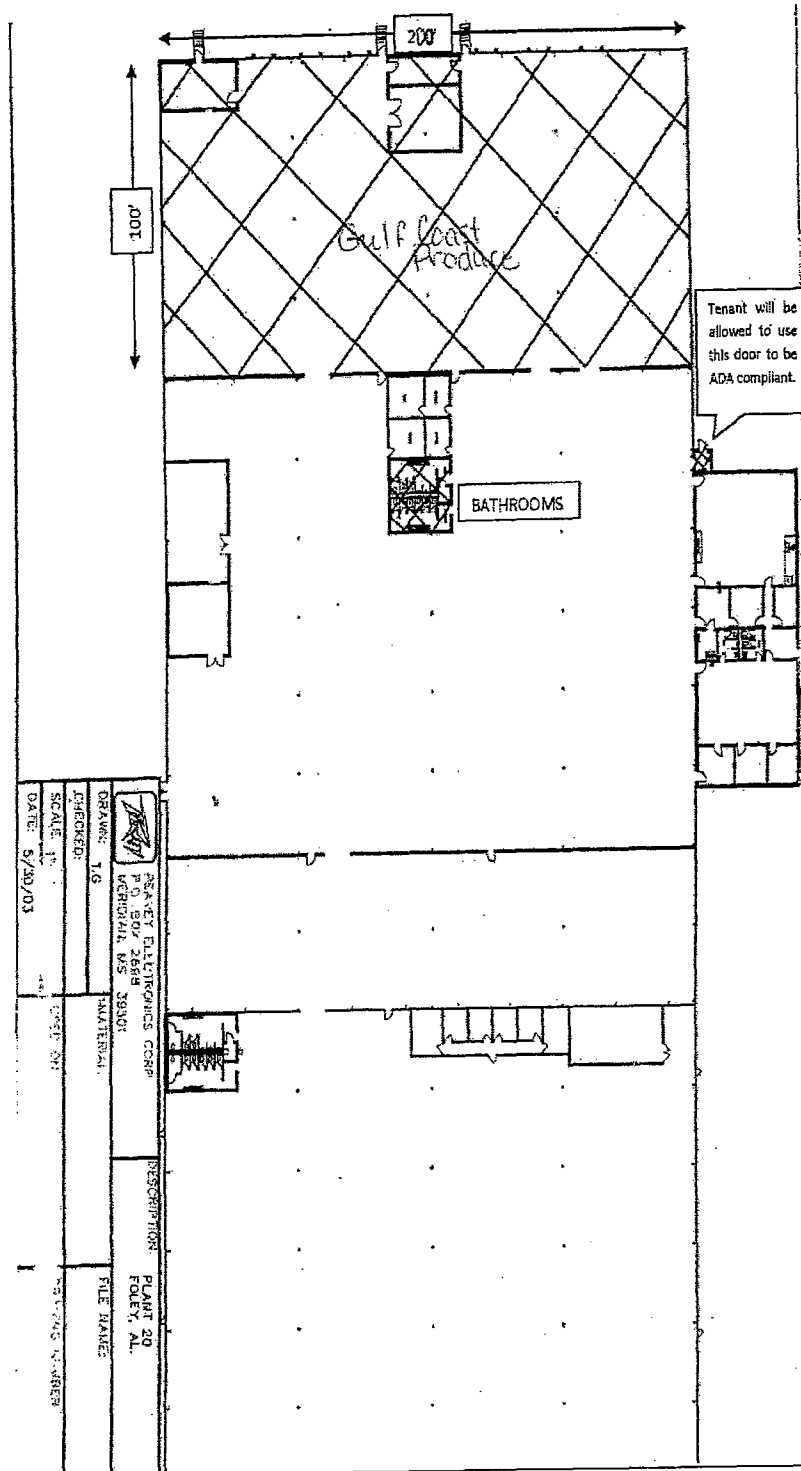 200'
100'
Gulf Coast
Produce
Tenant will be
allowed to use
this door to be
ADA compliant.
BATHROOMS
PEAVEY ELECTRONICS CORP
P.O. BOX 2898
MERIDIAN, MS 39301
DRAWN: T.G
CHECKED:
SCALE 1"
DATE: 5/30/03
MATERIAL
DESCRIPTION:
PLANT 20
FOLEY, AL.
FILE NAME: